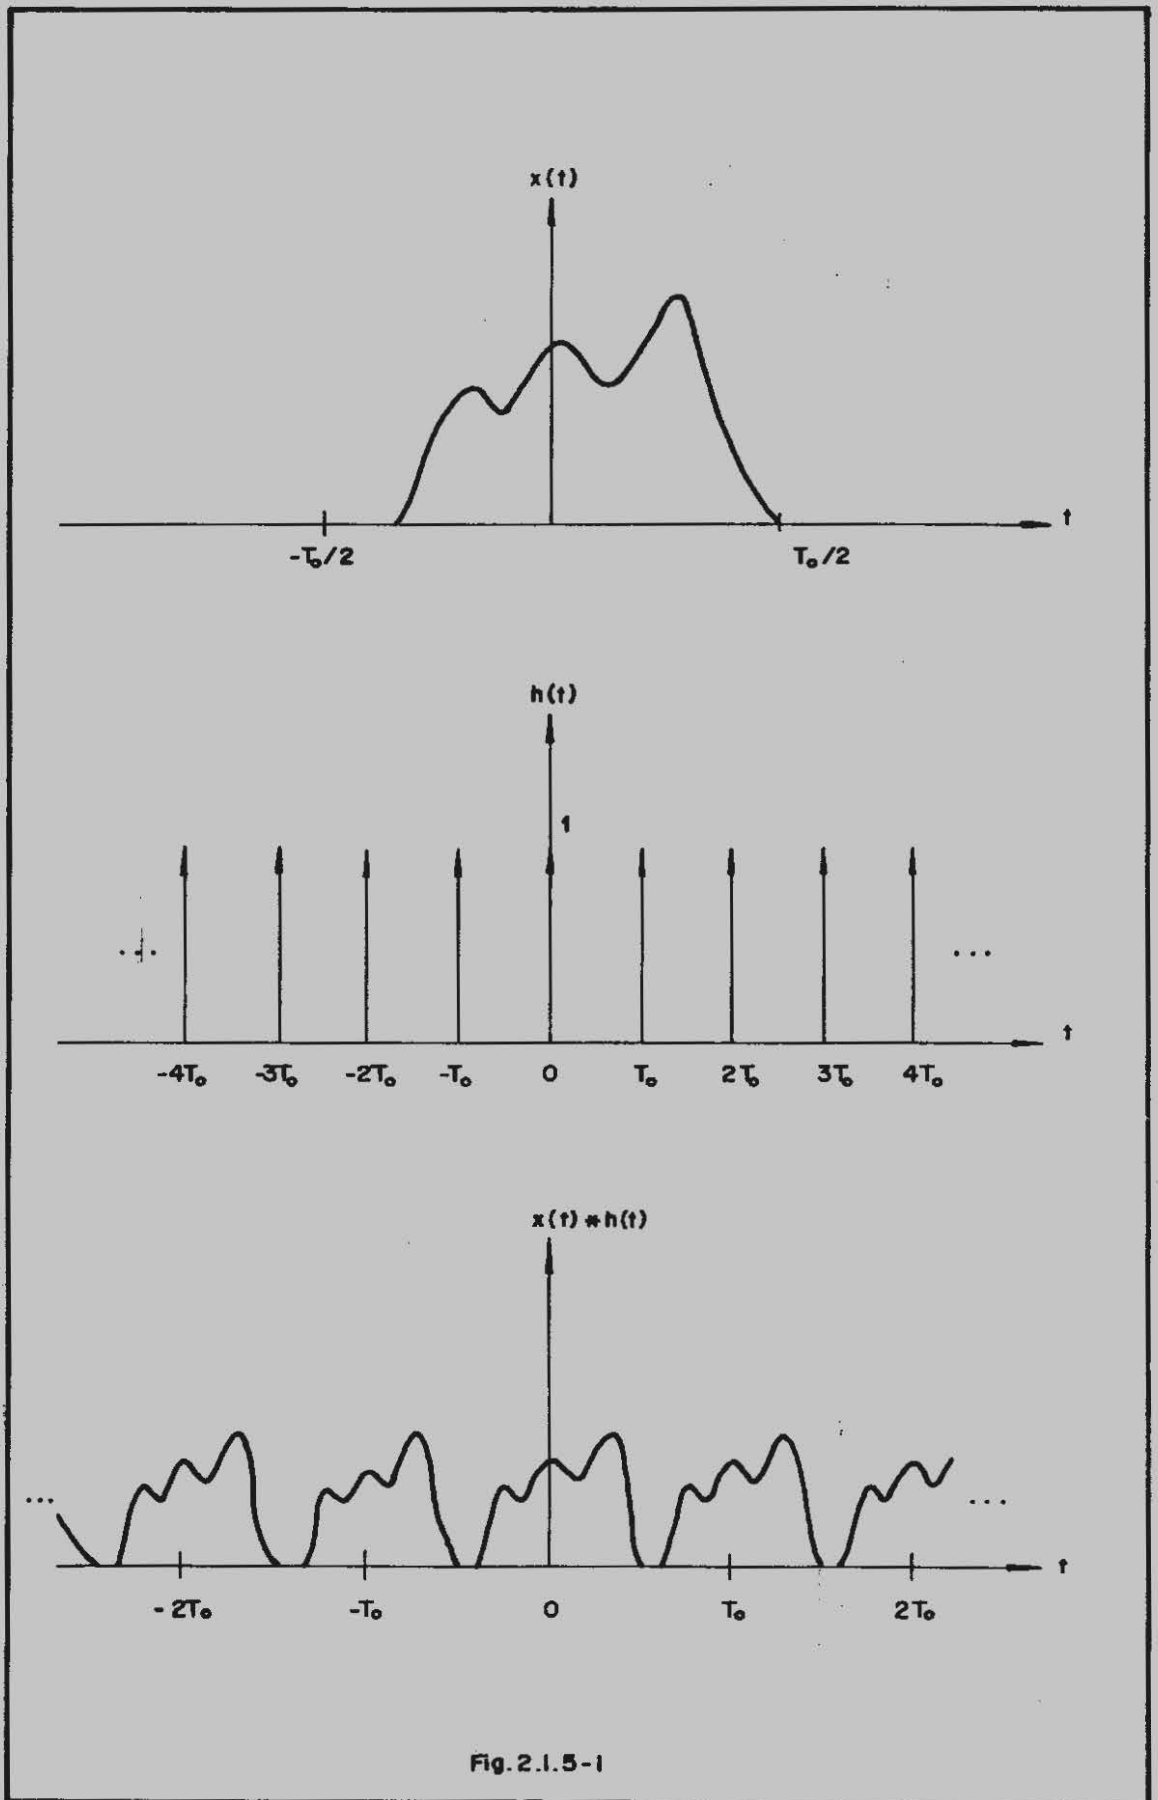 x(t)
t
-T₀/2 T₀/2
h(t)
1
... ...
t
-4T₀ -3T₀ -2T₀ -T₀ 0 T₀ 2T₀ 3T₀ 4T₀
x(t)*h(t)
... ...
t
-2T₀ -T₀ 0 T₀ 2T₀
Fig.2.1.5-1